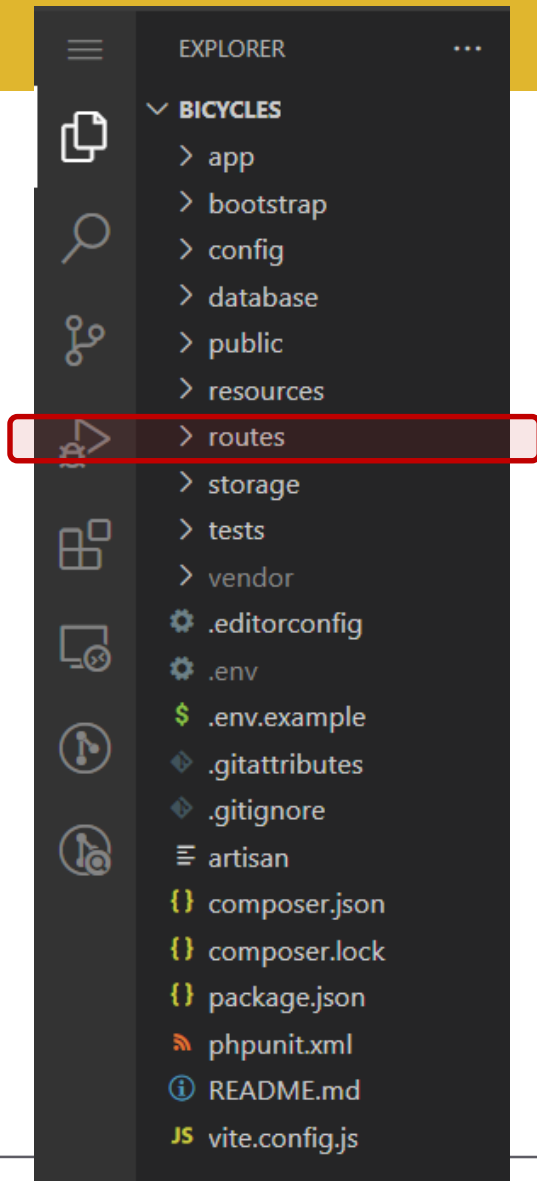 EXPLORER
BICYCLES
app
bootstrap
config
database
public
resources
routes
storage
tests
vendor
.editorconfig
.env
$ .env.example
.gitattributes
.gitignore
artisan
{} composer.json
{} composer.lock
{} package.json
phpunit.xml
README.md
JS vite.config.js